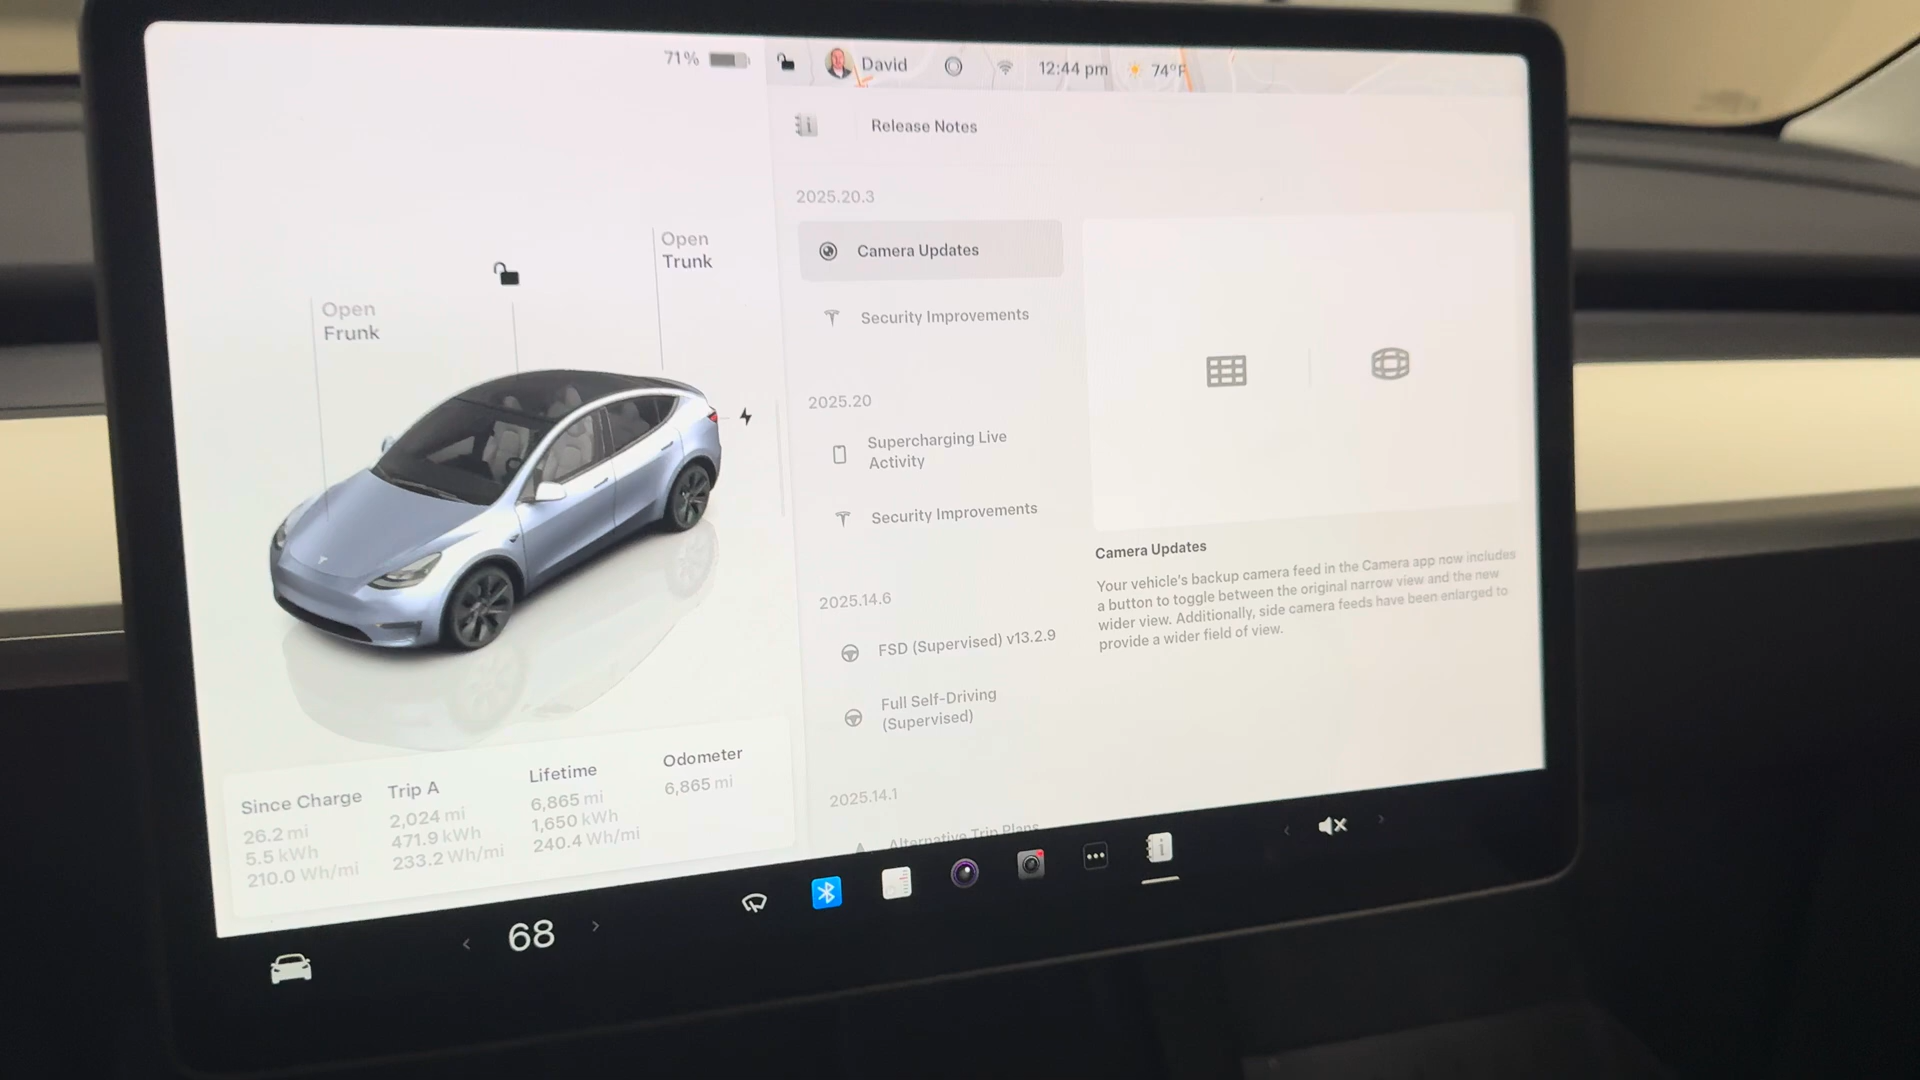 71%
David
12:44 pm
74°F
Release Notes
Open
Trunk
Open
Frunk
2025.20.3
Camera Updates
Security Improvements
2025.20
Supercharging Live
Activity
Security Improvements
2025.14.6
FSD (Supervised) v13.2.9
Full Self-Driving
(Supervised)
2025.14.1
Alternative Trip Plans
Camera Updates
Your vehicle's backup camera feed in the Camera app now includes
a button to toggle between the original narrow view and the new
wider view. Additionally, side camera feeds have been enlarged to
provide a wider field of view.
Since Charge
26.2 mi
5.5 kWh
210.0 Wh/mi
Trip A
2,024 mi
471.9 kWh
233.2 Wh/mi
Lifetime
6,865 mi
1,650 kWh
240.4 Wh/mi
Odometer
6,865 mi
68